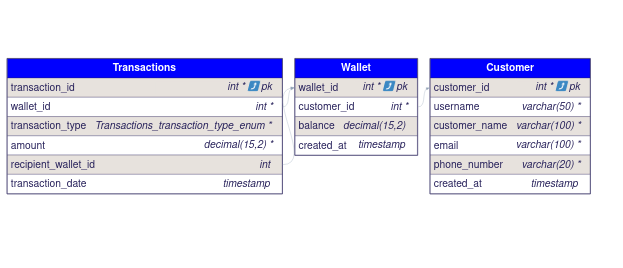 Transactions
transaction_id int * pk
wallet_id int *
transaction_type Transactions_transaction_type_enum *
amount decimal(15,2) *
recipient_wallet_id int
transaction_date timestamp
Wallet
wallet_id int * pk
customer_id int *
balance decimal(15,2)
created_at timestamp
Customer
customer_id int * pk
username varchar(50) *
customer_name varchar(100) *
email varchar(100) *
phone_number varchar(20) *
created_at timestamp